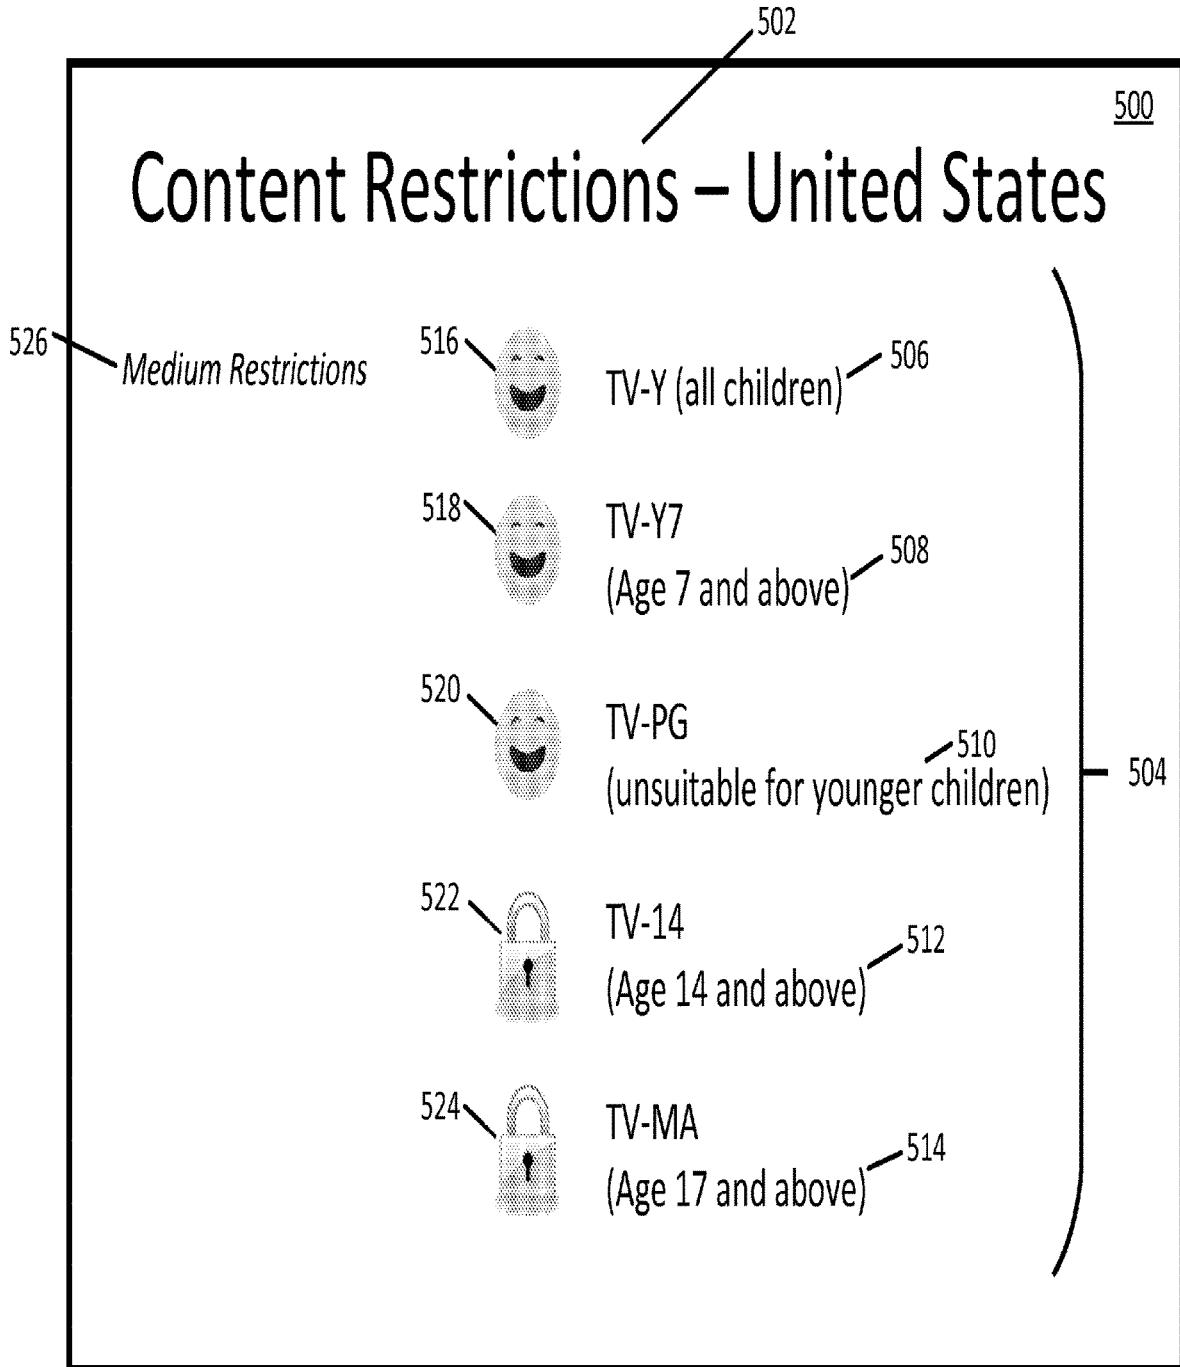 502
500
Content Restrictions – United States
526
Medium Restrictions
516
TV-Y (all children)
506
518
TV-Y7
(Age 7 and above)
508
520
TV-PG
(unsuitable for younger children)
510
504
522
TV-14
(Age 14 and above)
512
524
TV-MA
(Age 17 and above)
514